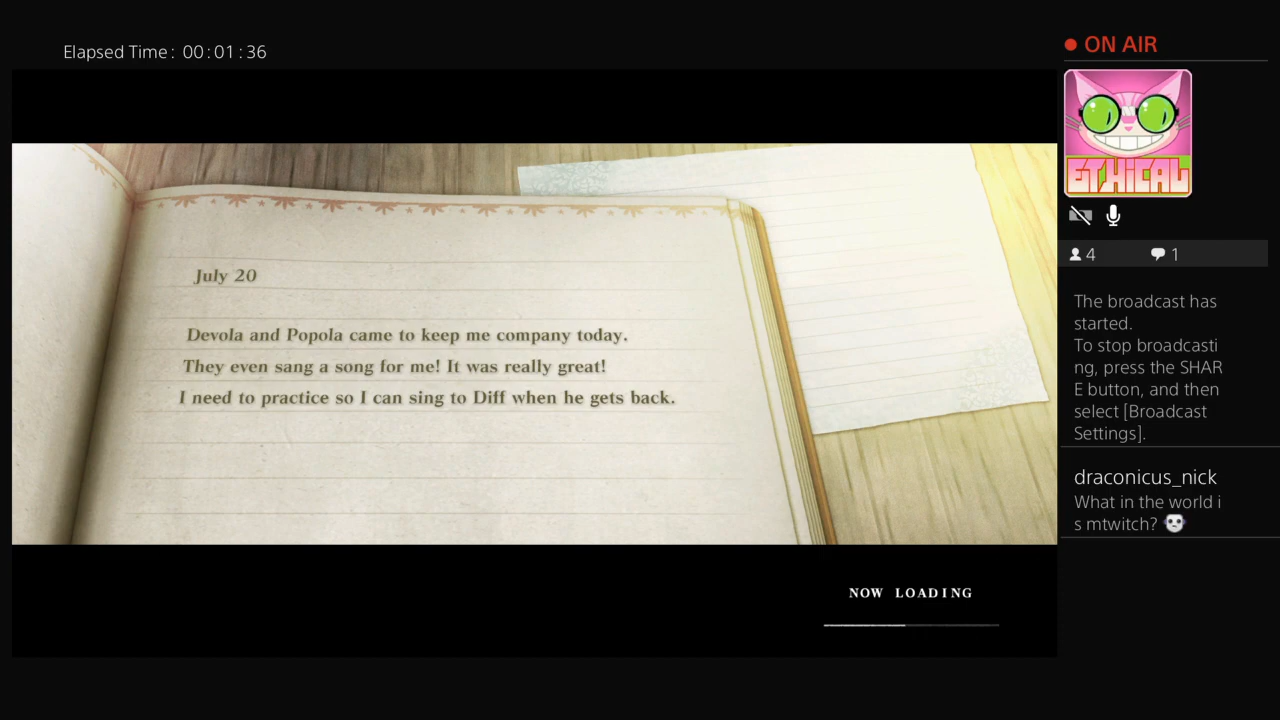 Elapsed Time: 00:01:36
ON AIR
ETHiCAL
4
1
The broadcast has
started.
To stop broadcasti
ng, press the SHAR
E button, and then
select [Broadcast
Settings].
draconicus_nick
What in the world i
s mtwitch?
July 20
Devola and Popola came to keep me company today.
They even sang a song for me! It was really great!
I need to practice so I can sing to Diff when he gets back.
NOW LOADING